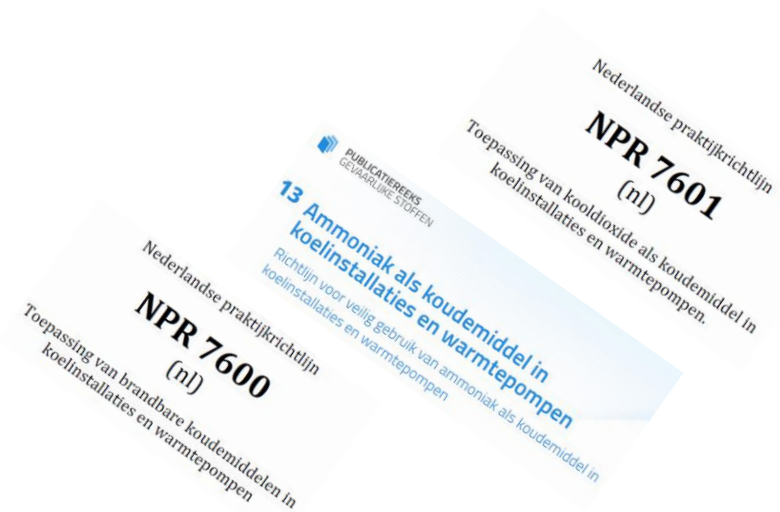 Nederlandse praktijkrichtlijn
NPR 7601
(nl)
Toepassing van kooldioxide als koudemiddel in
koelinstallaties en warmtepompen.
PUBLICATIEREEKS
GEVAARLIJKE STOFFEN
13 Ammoniak als koudemiddel in
koelinstallaties en warmtepompen
Richtlijn voor veilig gebruik van ammoniak als koudemiddel in
koelinstallaties en warmtepompen
Nederlandse praktijkrichtlijn
NPR 7600
(nl)
Toepassing van brandbare koudemiddelen in
koelinstallaties en warmtepompen